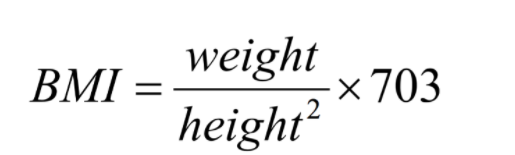 BMI = weight / height² × 703